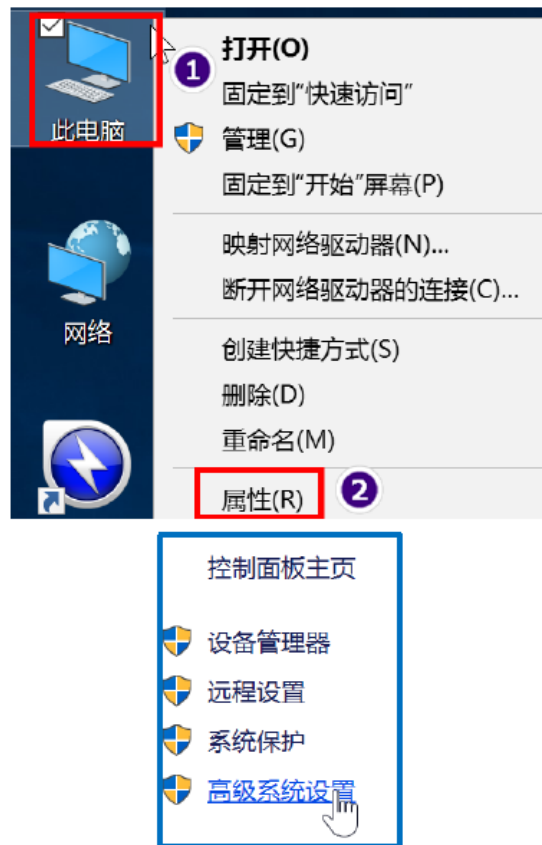 此电脑
1
打开(O)
固定到"快速访问"
管理(G)
固定到"开始"屏幕(P)
映射网络驱动器(N)...
断开网络驱动器的连接(C)...
网络
创建快捷方式(S)
删除(D)
重命名(M)
属性(R)
2
控制面板主页
设备管理器
远程设置
系统保护
高级系统设置